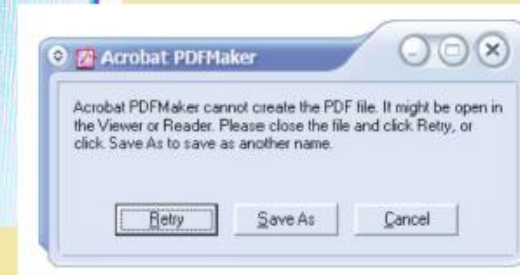 Acrobat PDFMaker
Acrobat PDFMaker cannot create the PDF file. It might be open in
the Viewer or Reader. Please close the file and click Retry, or
click Save As to save as another name.
Retry Save As Cancel